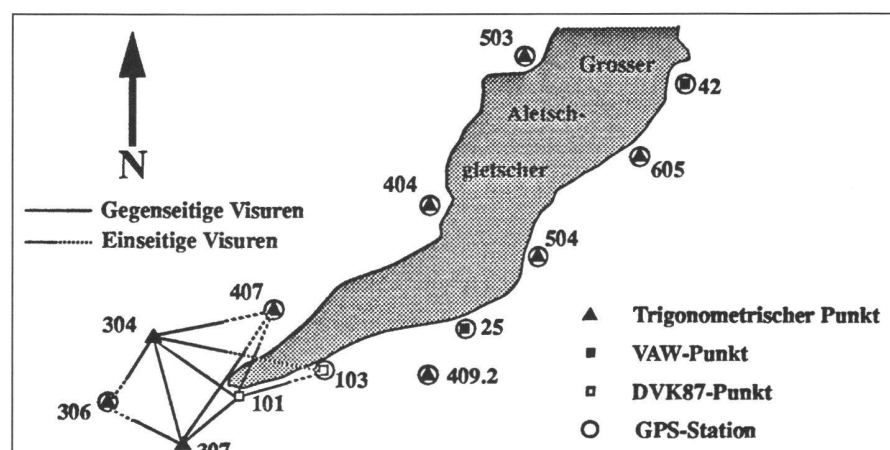 503
Grosser
42
Aletsch-
gletscher
605
404
N
Gegenseitige Visuren
Einseitige Visuren
504
407
304
25
Trigonometrischer Punkt
VAW-Punkt
103
409.2
101
DVK87-Punkt
306
GPS-Station
307